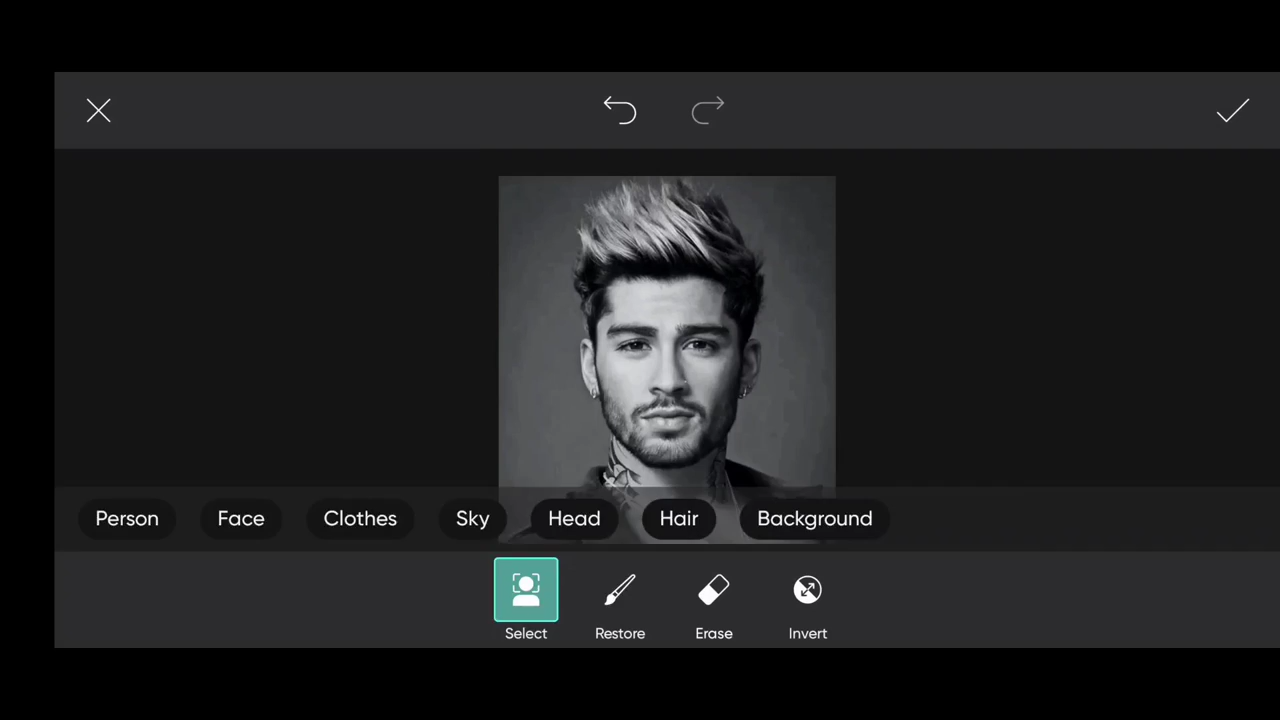 Person Face Clothes Sky Head Hair Background
Select Restore Erase Invert